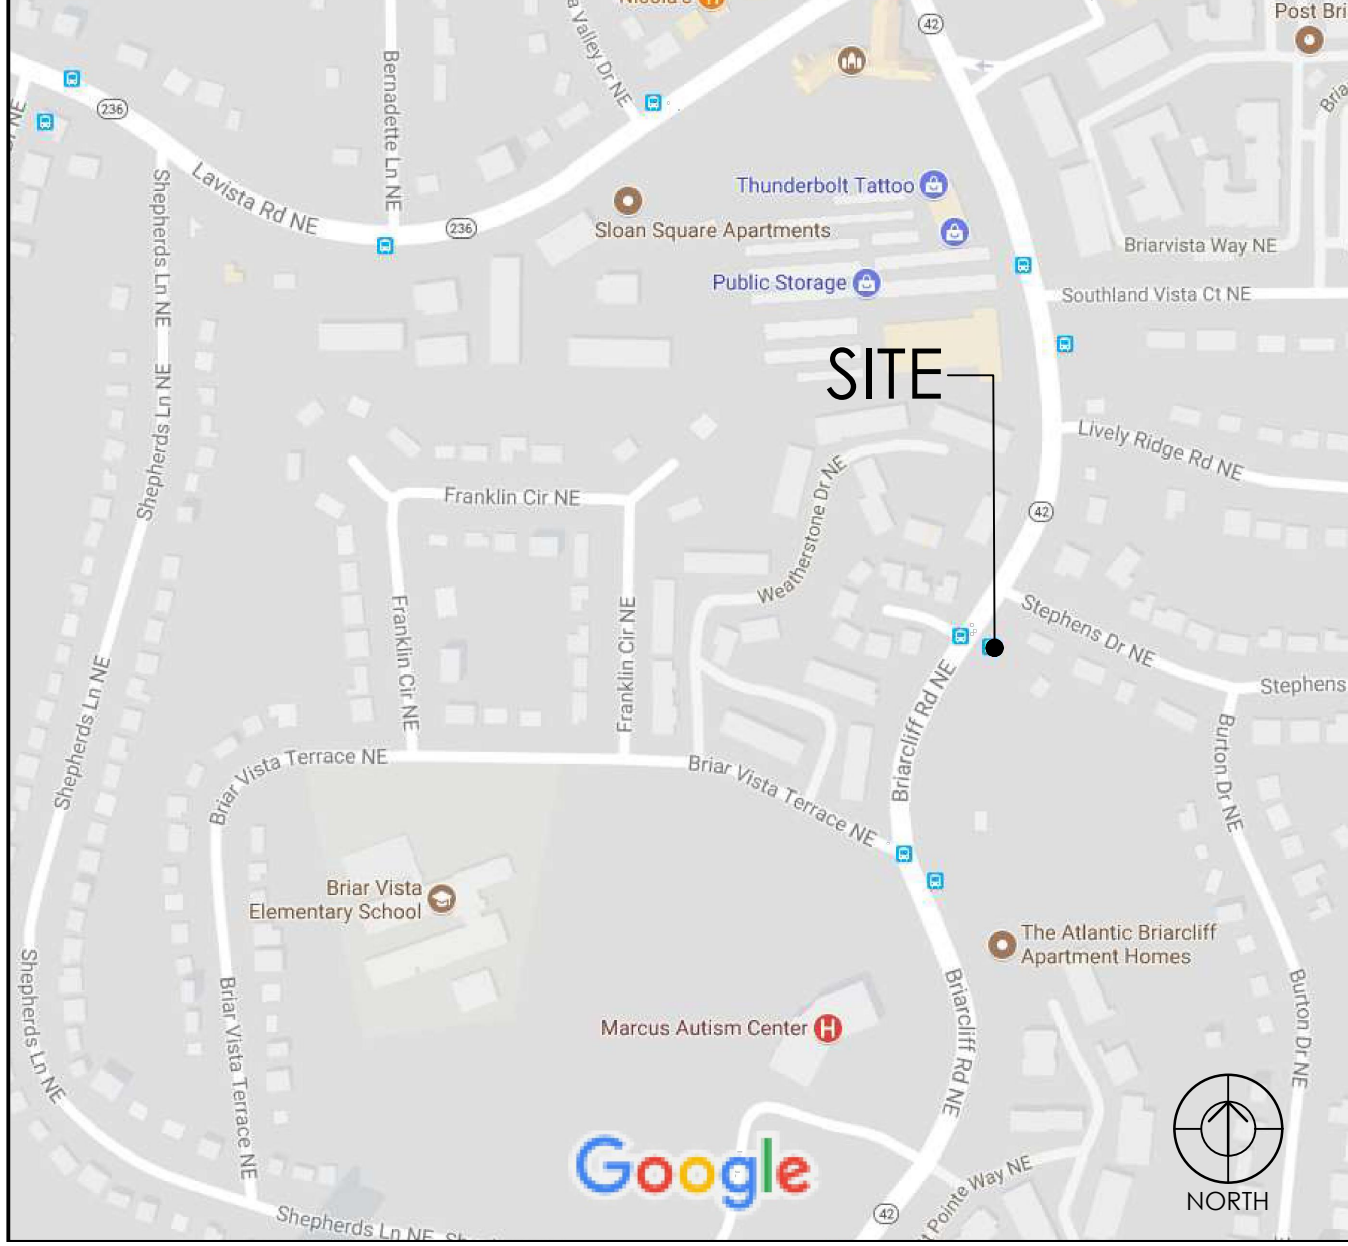 Post Bri
42
236
Bernadette Ln NE
a Valley Dr NE
Bria
Lavista Rd NE
236
Shepherds Ln NE
Thunderbolt Tattoo
Sloan Square Apartments
Public Storage
Briarvista Way NE
Southland Vista Ct NE
SITE
Shepherds Ln NE
Lively Ridge Rd NE
Franklin Cir NE
Weatherstone Dr NE
42
Franklin Cir NE
Franklin Cir NE
Stephens Dr NE
Stephens
Shepherds Ln NE
Briarcliff Rd NE
Burton Dr NE
Briar Vista Terrace NE
Briar Vista Terrace NE
Briar Vista
Elementary School
The Atlantic Briarcliff
Apartment Homes
Shepherds Ln NE
Briar Vista Terrace NE
Marcus Autism Center
H
Briarcliff Rd NE
Burton Dr NE
Google
t Pointe Way NE
NORTH
42
Shepherds Ln NE